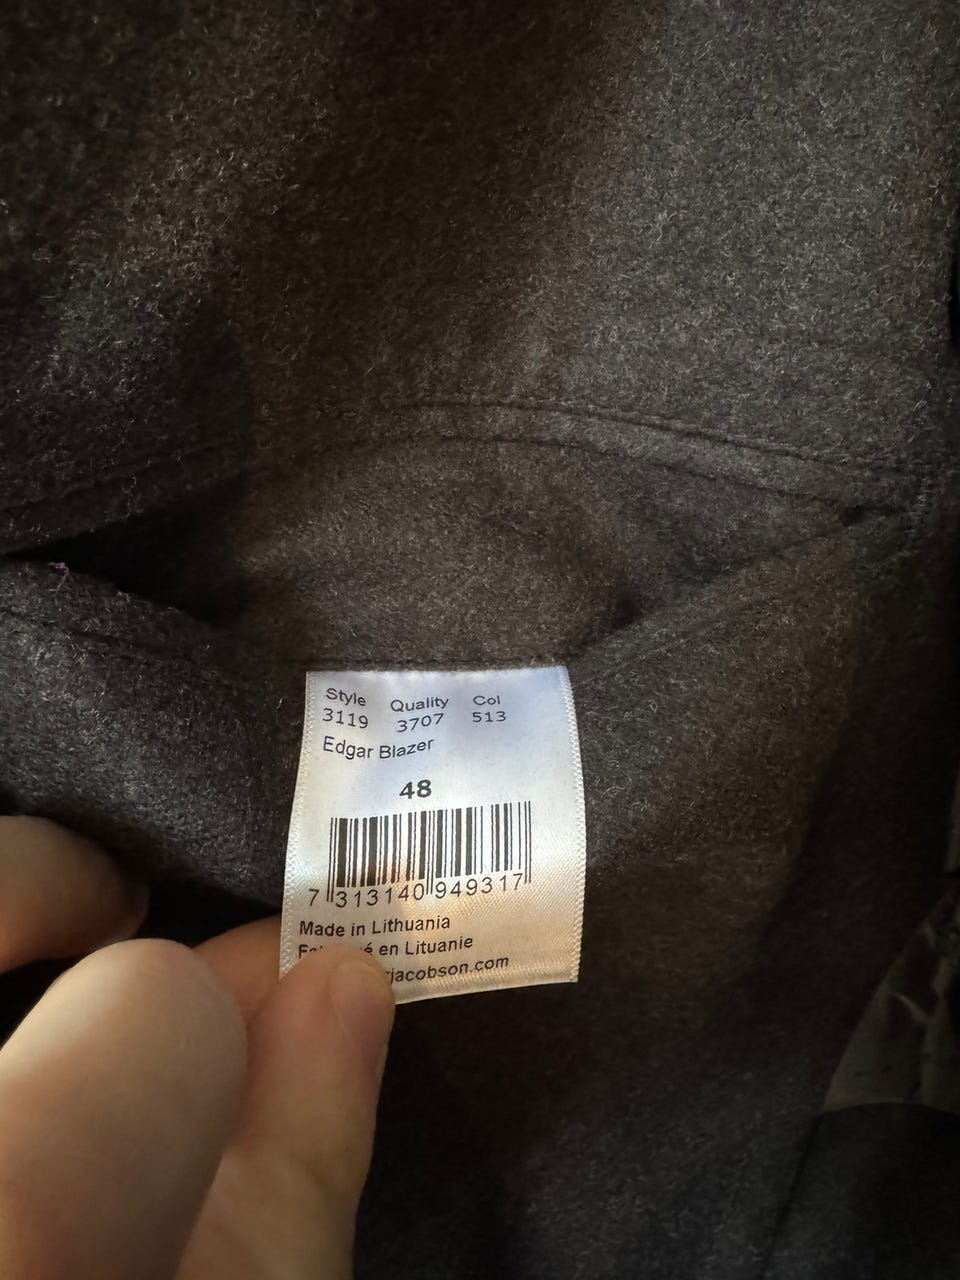 Style Quality Col
3119 3707 513
Edgar Blazer
48
7 313140 949317
Made in Lithuania
en Lituanie